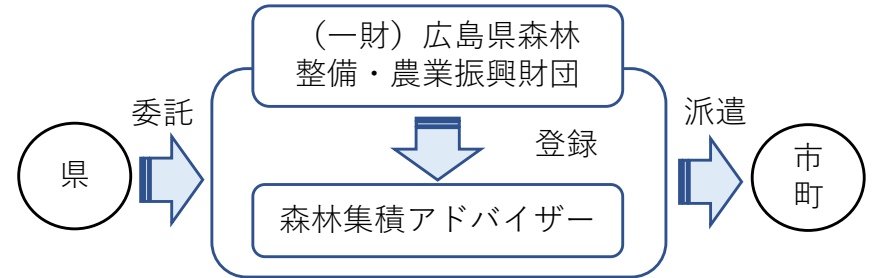 （一財）広島県森林
整備・農業振興財団
委託
派遣
登録
県
市
町
森林集積アドバイザー